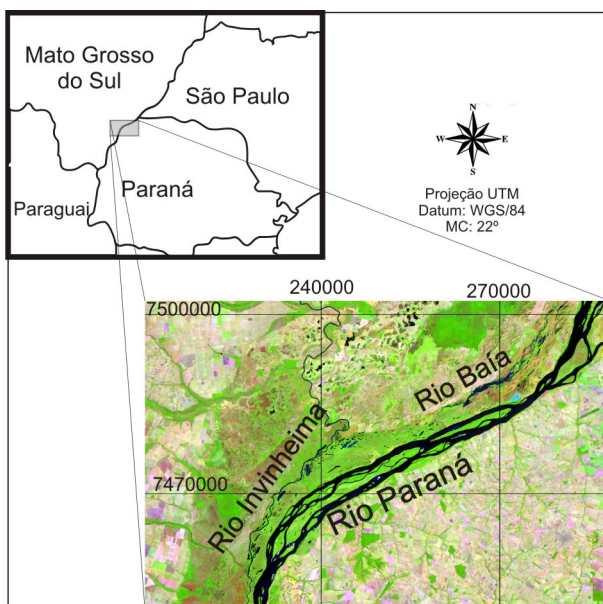 Mato Grosso
do Sul
São Paulo
Paraná
Paraguai
N
W
E
S
Projeção UTM
Datum: WGS/84
MC: 22º
240000
270000
7500000
7470000
Rio Baía
Rio Invinheima
Rio Paraná